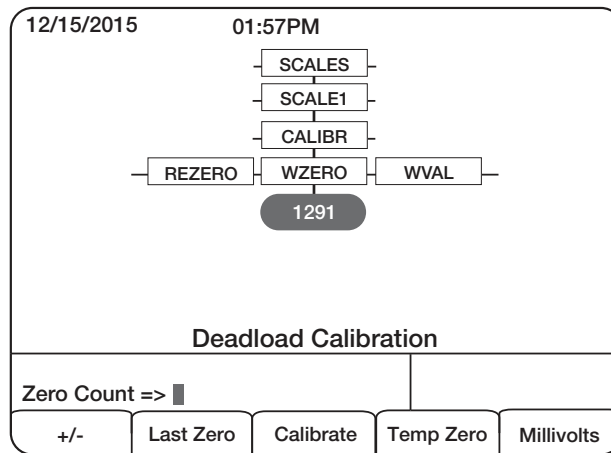 12/15/2015 01:57PM
SCALES
SCALE1
CALIBR
REZERO WZERO WVAL
1291
Deadload Calibration
Zero Count =>
+/- Last Zero Calibrate Temp Zero Millivolts